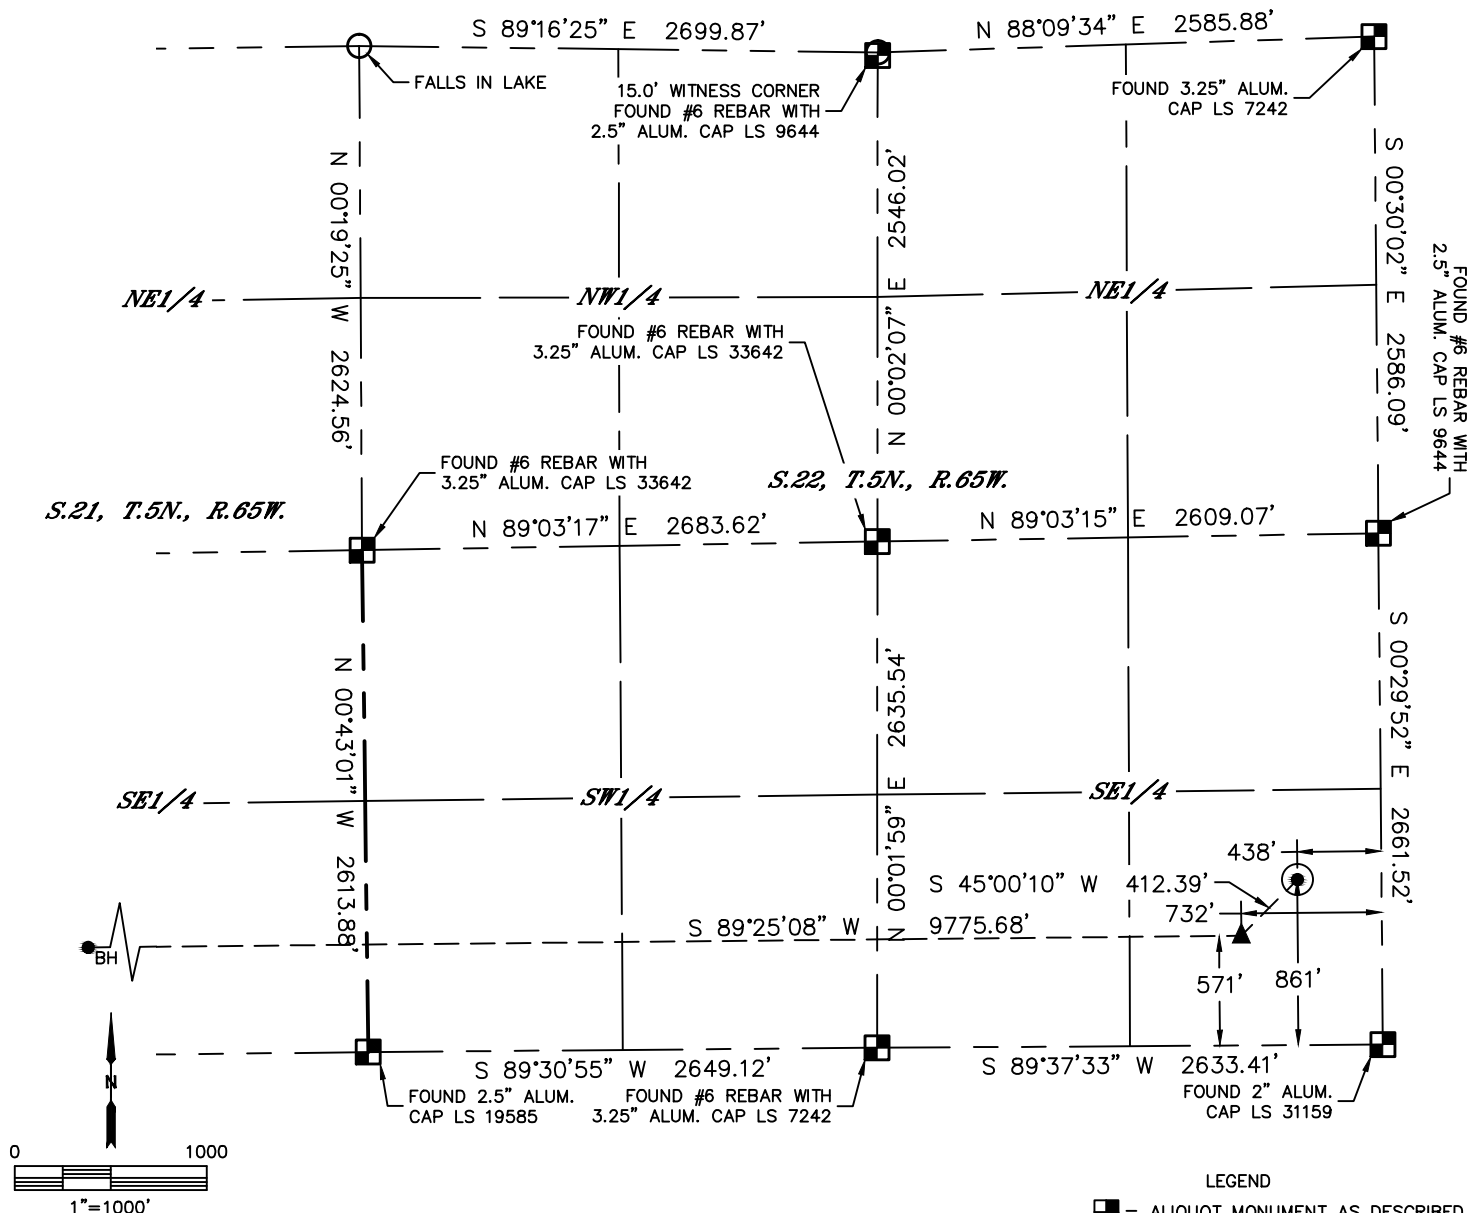 S 89°16'25" E 2699.87'
N 88°09'34" E 2585.88'
FALLS IN LAKE
15.0' WITNESS CORNER
FOUND #6 REBAR WITH
2.5" ALUM. CAP LS 9644
FOUND 3.25" ALUM.
CAP LS 7242
N 00°19'25" W 2624.56'
N 00°02'07" E 2546.02'
S 00°30'02" E 2586.09'
FOUND #6 REBAR WITH
2.5" ALUM. CAP LS 9644
NE1/4
NW1/4
NE1/4
FOUND #6 REBAR WITH
3.25" ALUM. CAP LS 33642
FOUND #6 REBAR WITH
3.25" ALUM. CAP LS 33642
S.21, T.5N., R.65W.
S.22, T.5N., R.65W.
N 89°03'17" E 2683.62'
N 89°03'15" E 2609.07'
N 00°43'01" W 2613.88'
N 00°01'59" E 2635.54'
S 00°29'52" E 2661.52'
SE1/4
SW1/4
SE1/4
438'
S 45°00'10" W 412.39'
732'
S 89°25'08" W 9775.68'
BH
571'
861'
S 89°30'55" W 2649.12'
S 89°37'33" W 2633.41'
FOUND 2.5" ALUM.
CAP LS 19585
FOUND #6 REBAR WITH
3.25" ALUM. CAP LS 7242
FOUND 2" ALUM.
CAP LS 31159
N
0 1000
1"=1000'
LEGEND
= ALIQUOT MONUMENT AS DESCRIBED